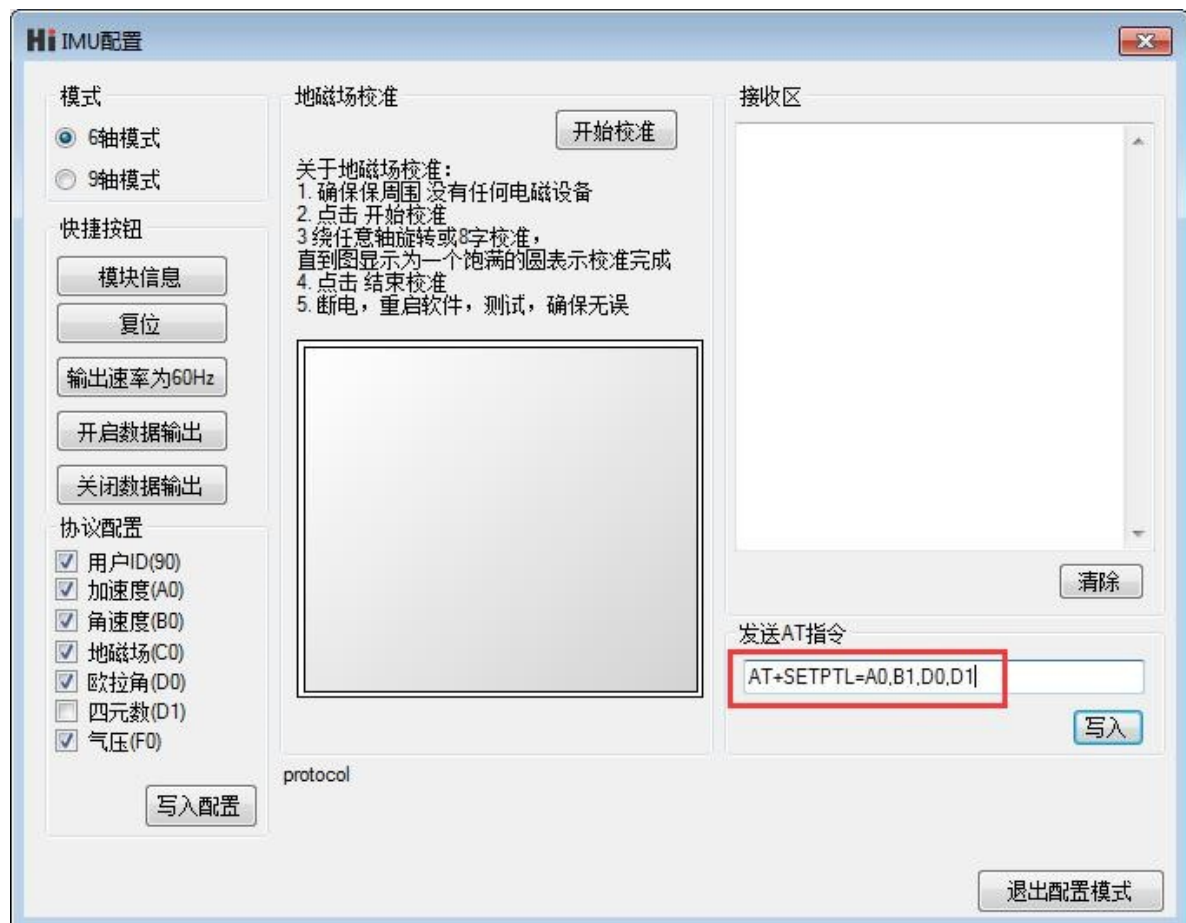 Hi IMU配置
模式
6轴模式
9轴模式
快捷按钮
模块信息
复位
输出速率为60Hz
开启数据输出
关闭数据输出
协议配置
用户ID(90)
加速度(A0)
角速度(B0)
地磁场(C0)
欧拉角(D0)
四元数(D1)
气压(F0)
写入配置
地磁场校准
开始校准
关于地磁场校准：
1. 确保保周围 没有任何电磁设备
2. 点击 开始校准
3 绕任意轴旋转或8字校准，
直到图显示为一个饱满的圆表示校准完成
4. 点击 结束校准
5. 断电，重启软件，测试，确保无误
protocol
接收区
清除
发送AT指令
AT+SETPTL=A0,B1,D0,D1
写入
退出配置模式